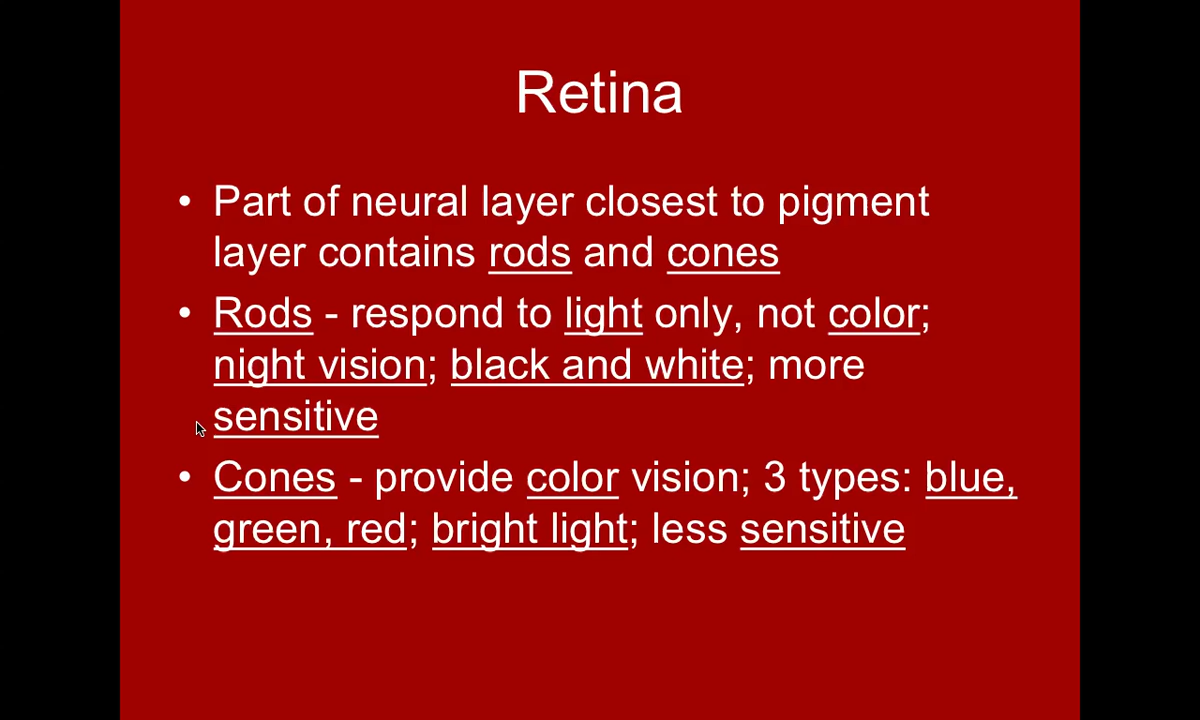 Retina
• Part of neural layer closest to pigment
layer contains rods and cones
• Rods - respond to light only, not color;
night vision; black and white; more
sensitive
• Cones - provide color vision; 3 types: blue,
green, red; bright light; less sensitive